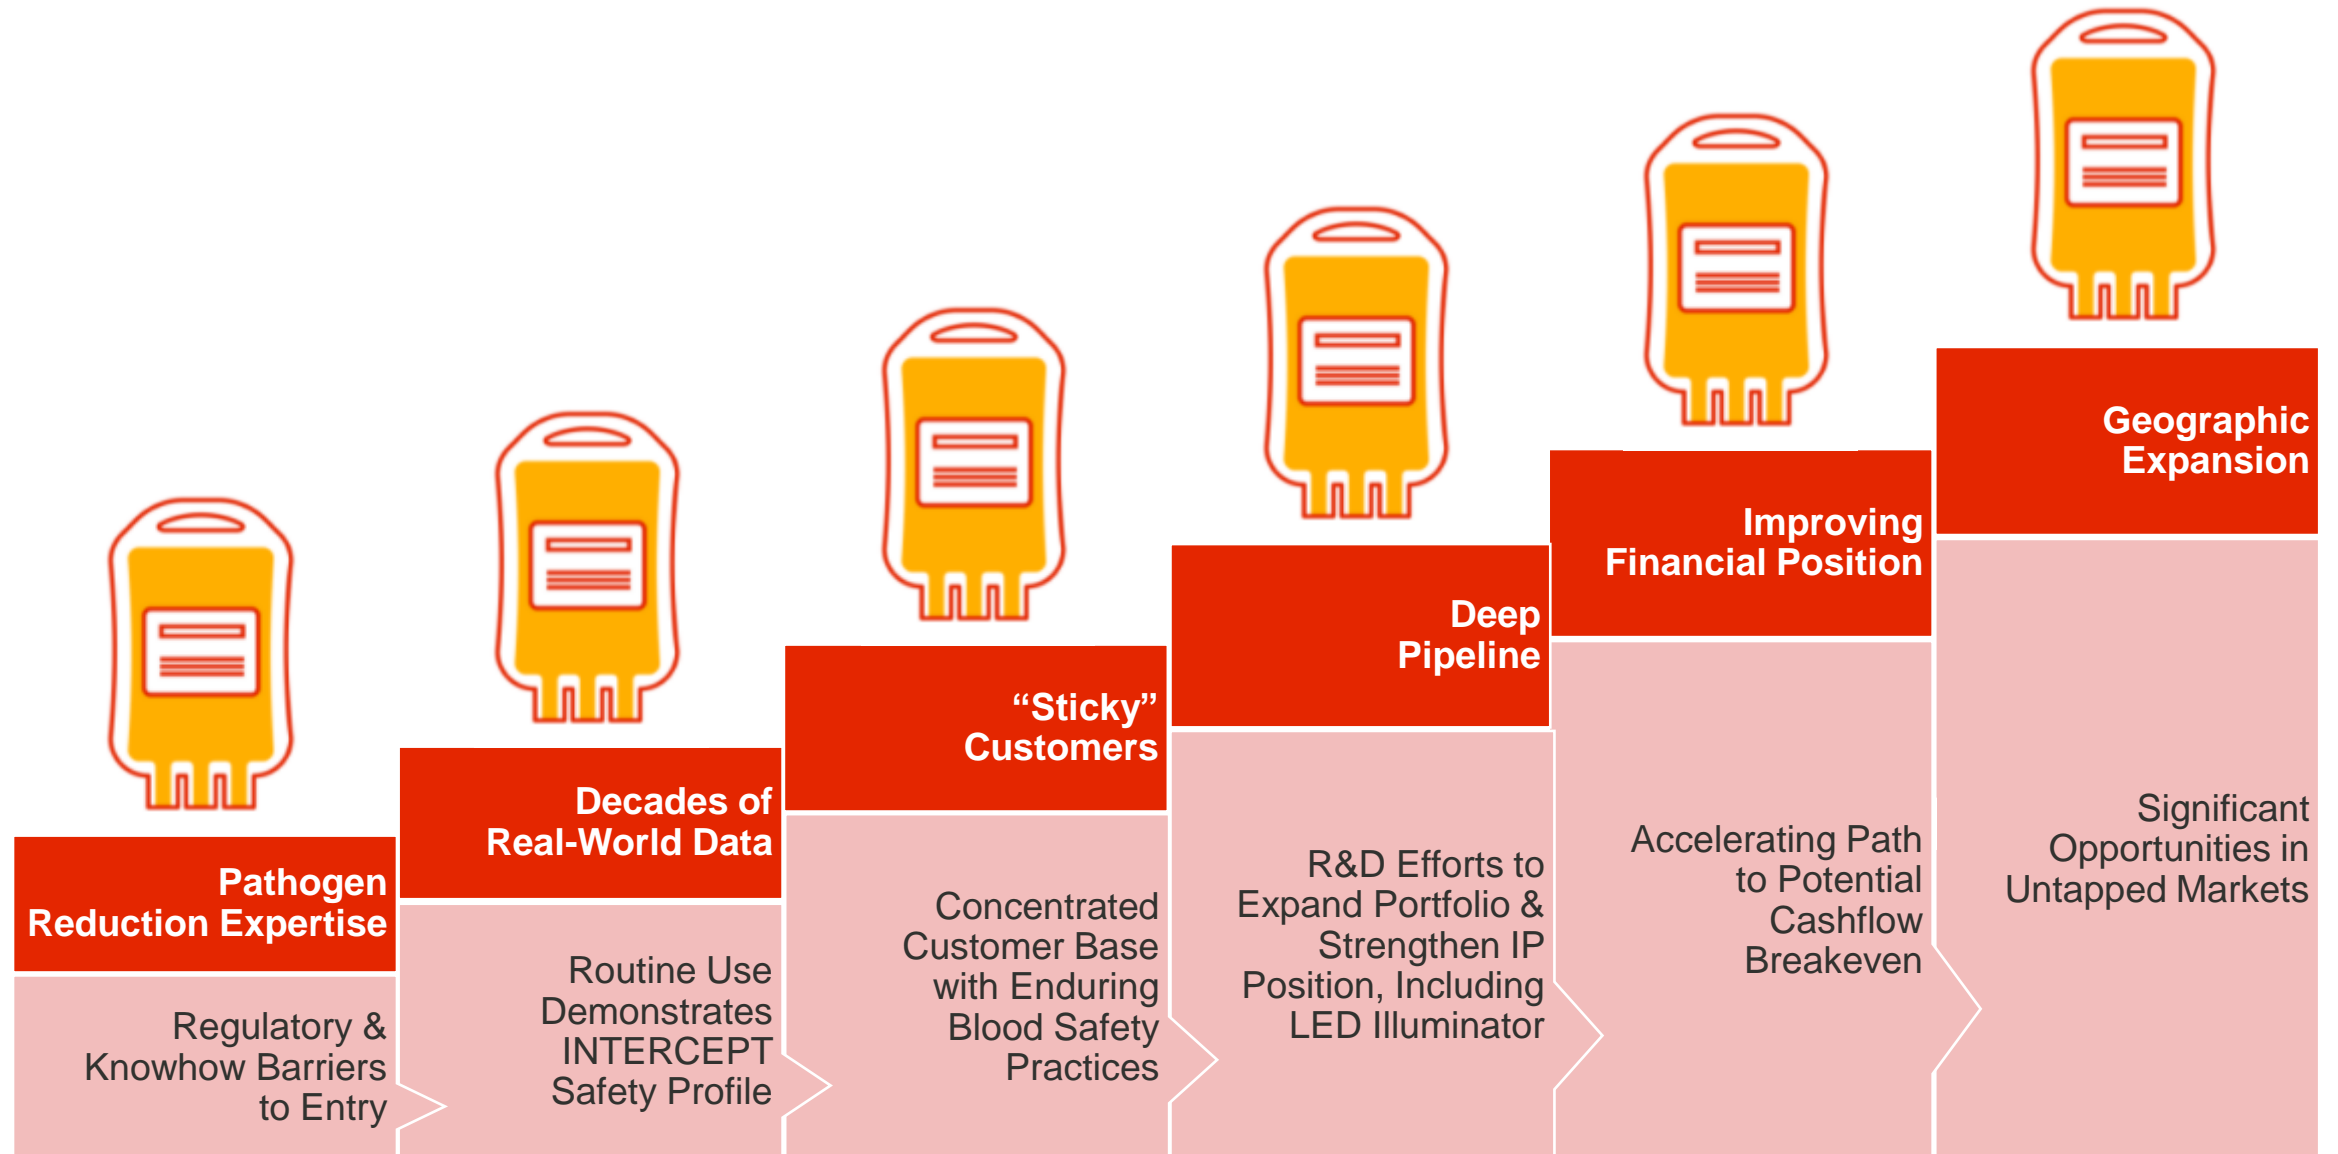 Pathogen
Reduction Expertise
Regulatory &
Knowhow Barriers
to Entry
Decades of
Real-World Data
Routine Use
Demonstrates
INTERCEPT
Safety Profile
“Sticky”
Customers
Concentrated
Customer Base
with Enduring
Blood Safety
Practices
Deep
Pipeline
R&D Efforts to
Expand Portfolio &
Strengthen IP
Position, Including
LED Illuminator
Improving
Financial Position
Accelerating Path
to Potential
Cashflow
Breakeven
Geographic
Expansion
Significant
Opportunities in
Untapped Markets